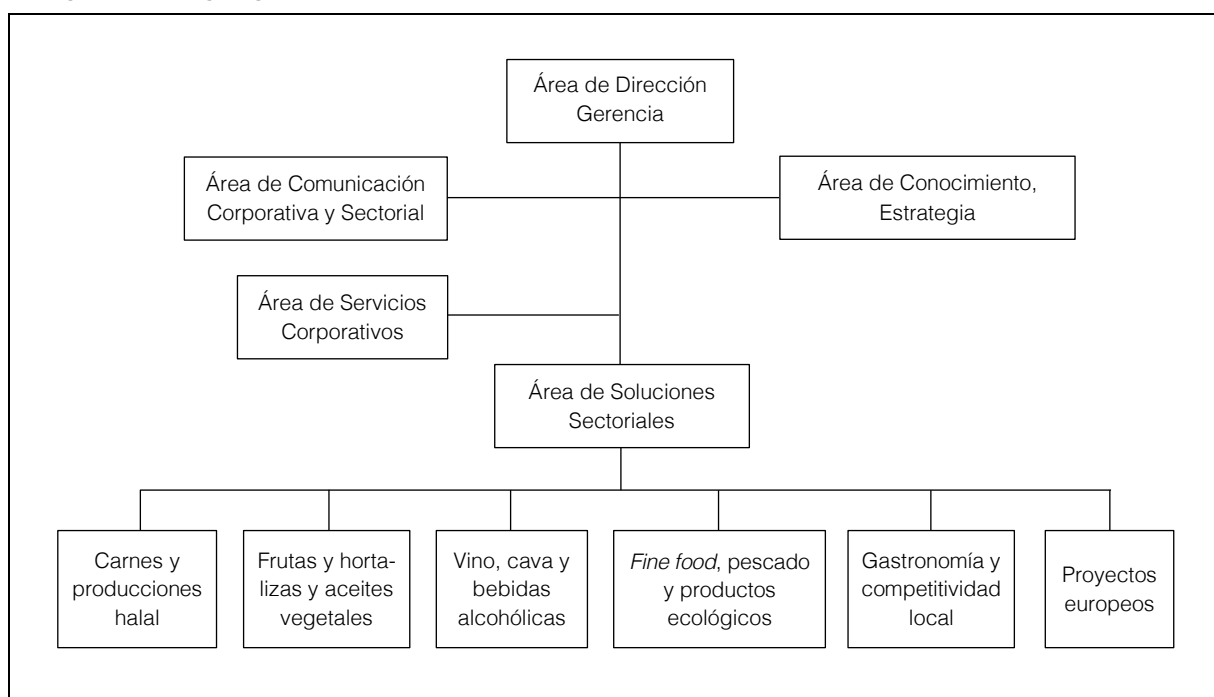 Área de Dirección
Gerencia
Área de Comunicación
Corporativa y Sectorial
Área de Conocimiento,
Estrategia
Área de Servicios
Corporativos
Área de Soluciones
Sectoriales
Carnes y
producciones
halal
Frutas y horta-
lizas y aceites
vegetales
Vino, cava y
bebidas
alcohólicas
Fine food, pescado
y productos
ecológicos
Gastronomía y
competitividad
local
Proyectos
europeos